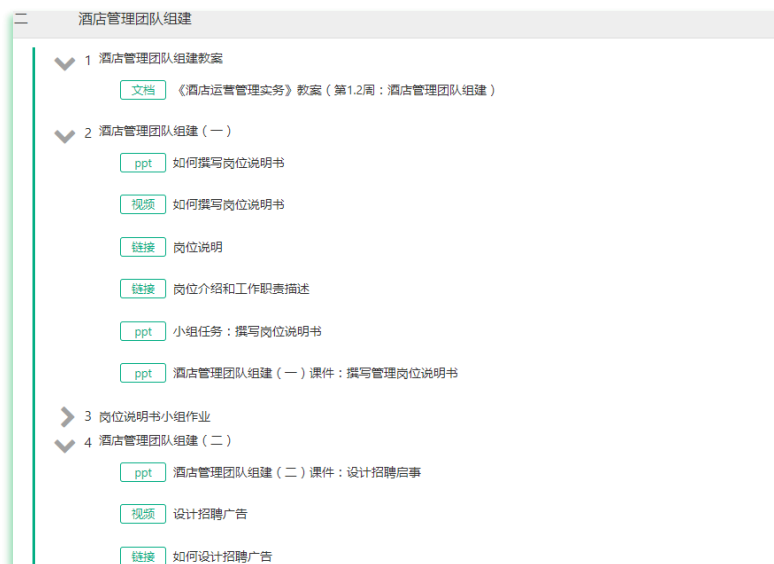 二 酒店管理团队组建
1 酒店管理团队组建教案
文档 《酒店运营管理实务》教案（第1.2周：酒店管理团队组建）
2 酒店管理团队组建（一）
ppt 如何撰写岗位说明书
视频 如何撰写岗位说明书
链接 岗位说明
链接 岗位介绍和工作职责描述
ppt 小组任务：撰写岗位说明书
ppt 酒店管理团队组建（一）课件：撰写管理岗位说明书
3 岗位说明书小组作业
4 酒店管理团队组建（二）
ppt 酒店管理团队组建（二）课件：设计招聘启事
视频 设计招聘广告
链接 如何设计招聘广告